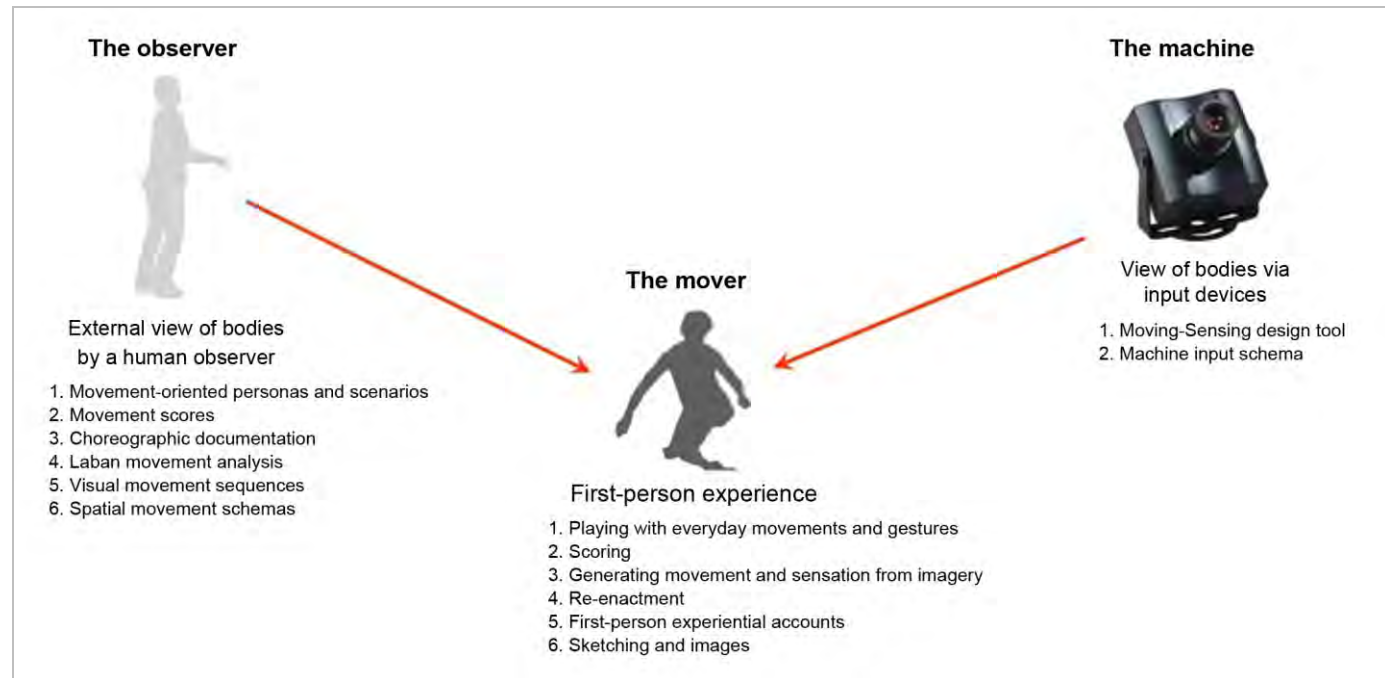 The observer
External view of bodies
by a human observer
1. Movement-oriented personas and scenarios
2. Movement scores
3. Choreographic documentation
4. Laban movement analysis
5. Visual movement sequences
6. Spatial movement schemas
The mover
First-person experience
1. Playing with everyday movements and gestures
2. Scoring
3. Generating movement and sensation from imagery
4. Re-enactment
5. First-person experiential accounts
6. Sketching and images
The machine
View of bodies via
input devices
1. Moving-Sensing design tool
2. Machine input schema